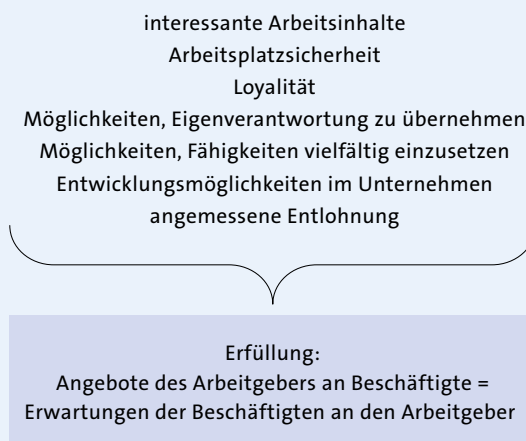 interessante Arbeitsinhalte
Arbeitsplatzsicherheit
Loyalität
Möglichkeiten, Eigenverantwortung zu übernehmen
Möglichkeiten, Fähigkeiten vielfältig einzusetzen
Entwicklungsmöglichkeiten im Unternehmen
angemessene Entlohnung
Erfüllung:
Angebote des Arbeitgebers an Beschäftigte =
Erwartungen der Beschäftigten an den Arbeitgeber